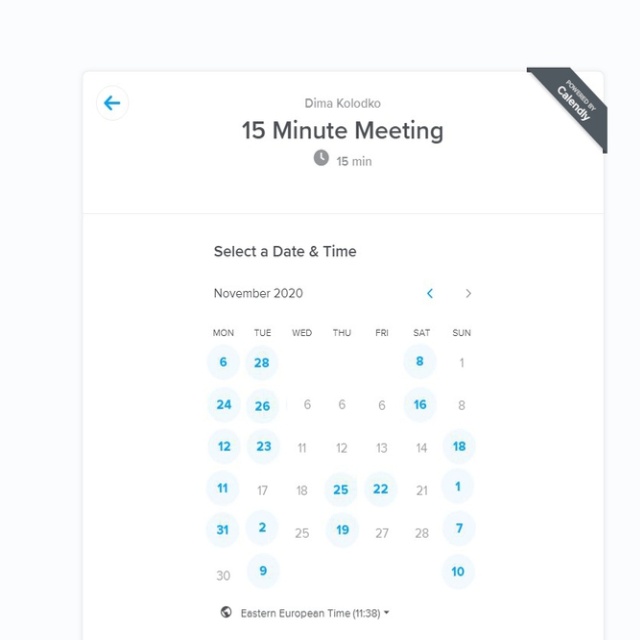 POWERED BY
Calendly
Dima Kolodko
15 Minute Meeting
15 min
Select a Date & Time
November 2020
MON TUE WED THU FRI SAT SUN
6 28 8 1
24 26 6 6 6 16 8
12 23 11 12 13 14 18
11 17 18 25 22 21 1
31 2 25 19 27 28 7
30 9 10
Eastern European Time (11:38)